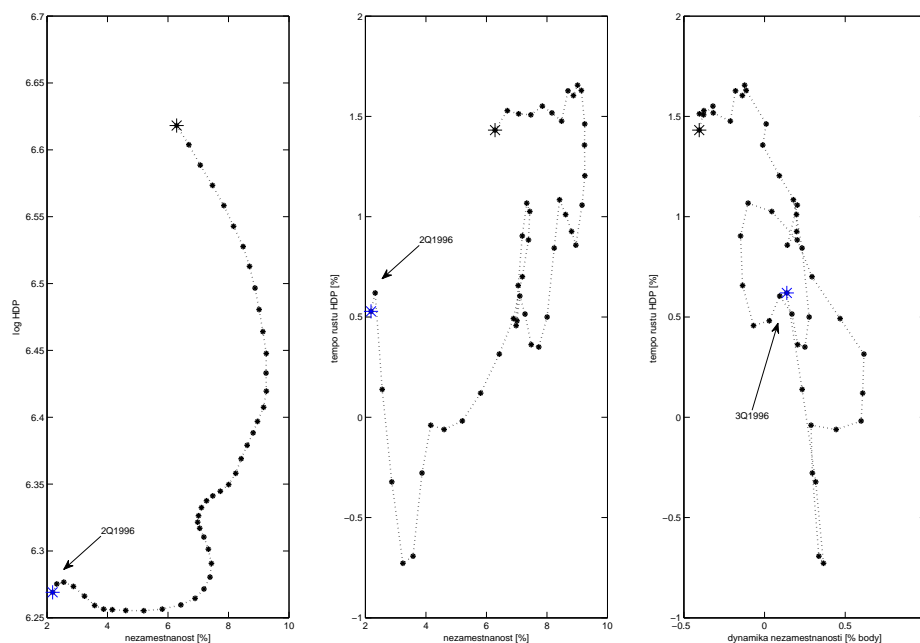 6.7
6.65
6.6
6.55
6.5
6.45
6.4
6.35
6.3
6.25
2 4 6 8 10
log HDP
nezamestnanost [%]
2Q1996
2
1.5
1
0.5
0
−0.5
−1
2 4 6 8 10
tempo rustu HDP [%]
nezamestnanost [%]
2Q1996
2
1.5
1
0.5
0
−0.5
−1
−0.5 0 0.5
tempo rustu HDP [%]
dynamika nezamestnanosti [% body]
3Q1996